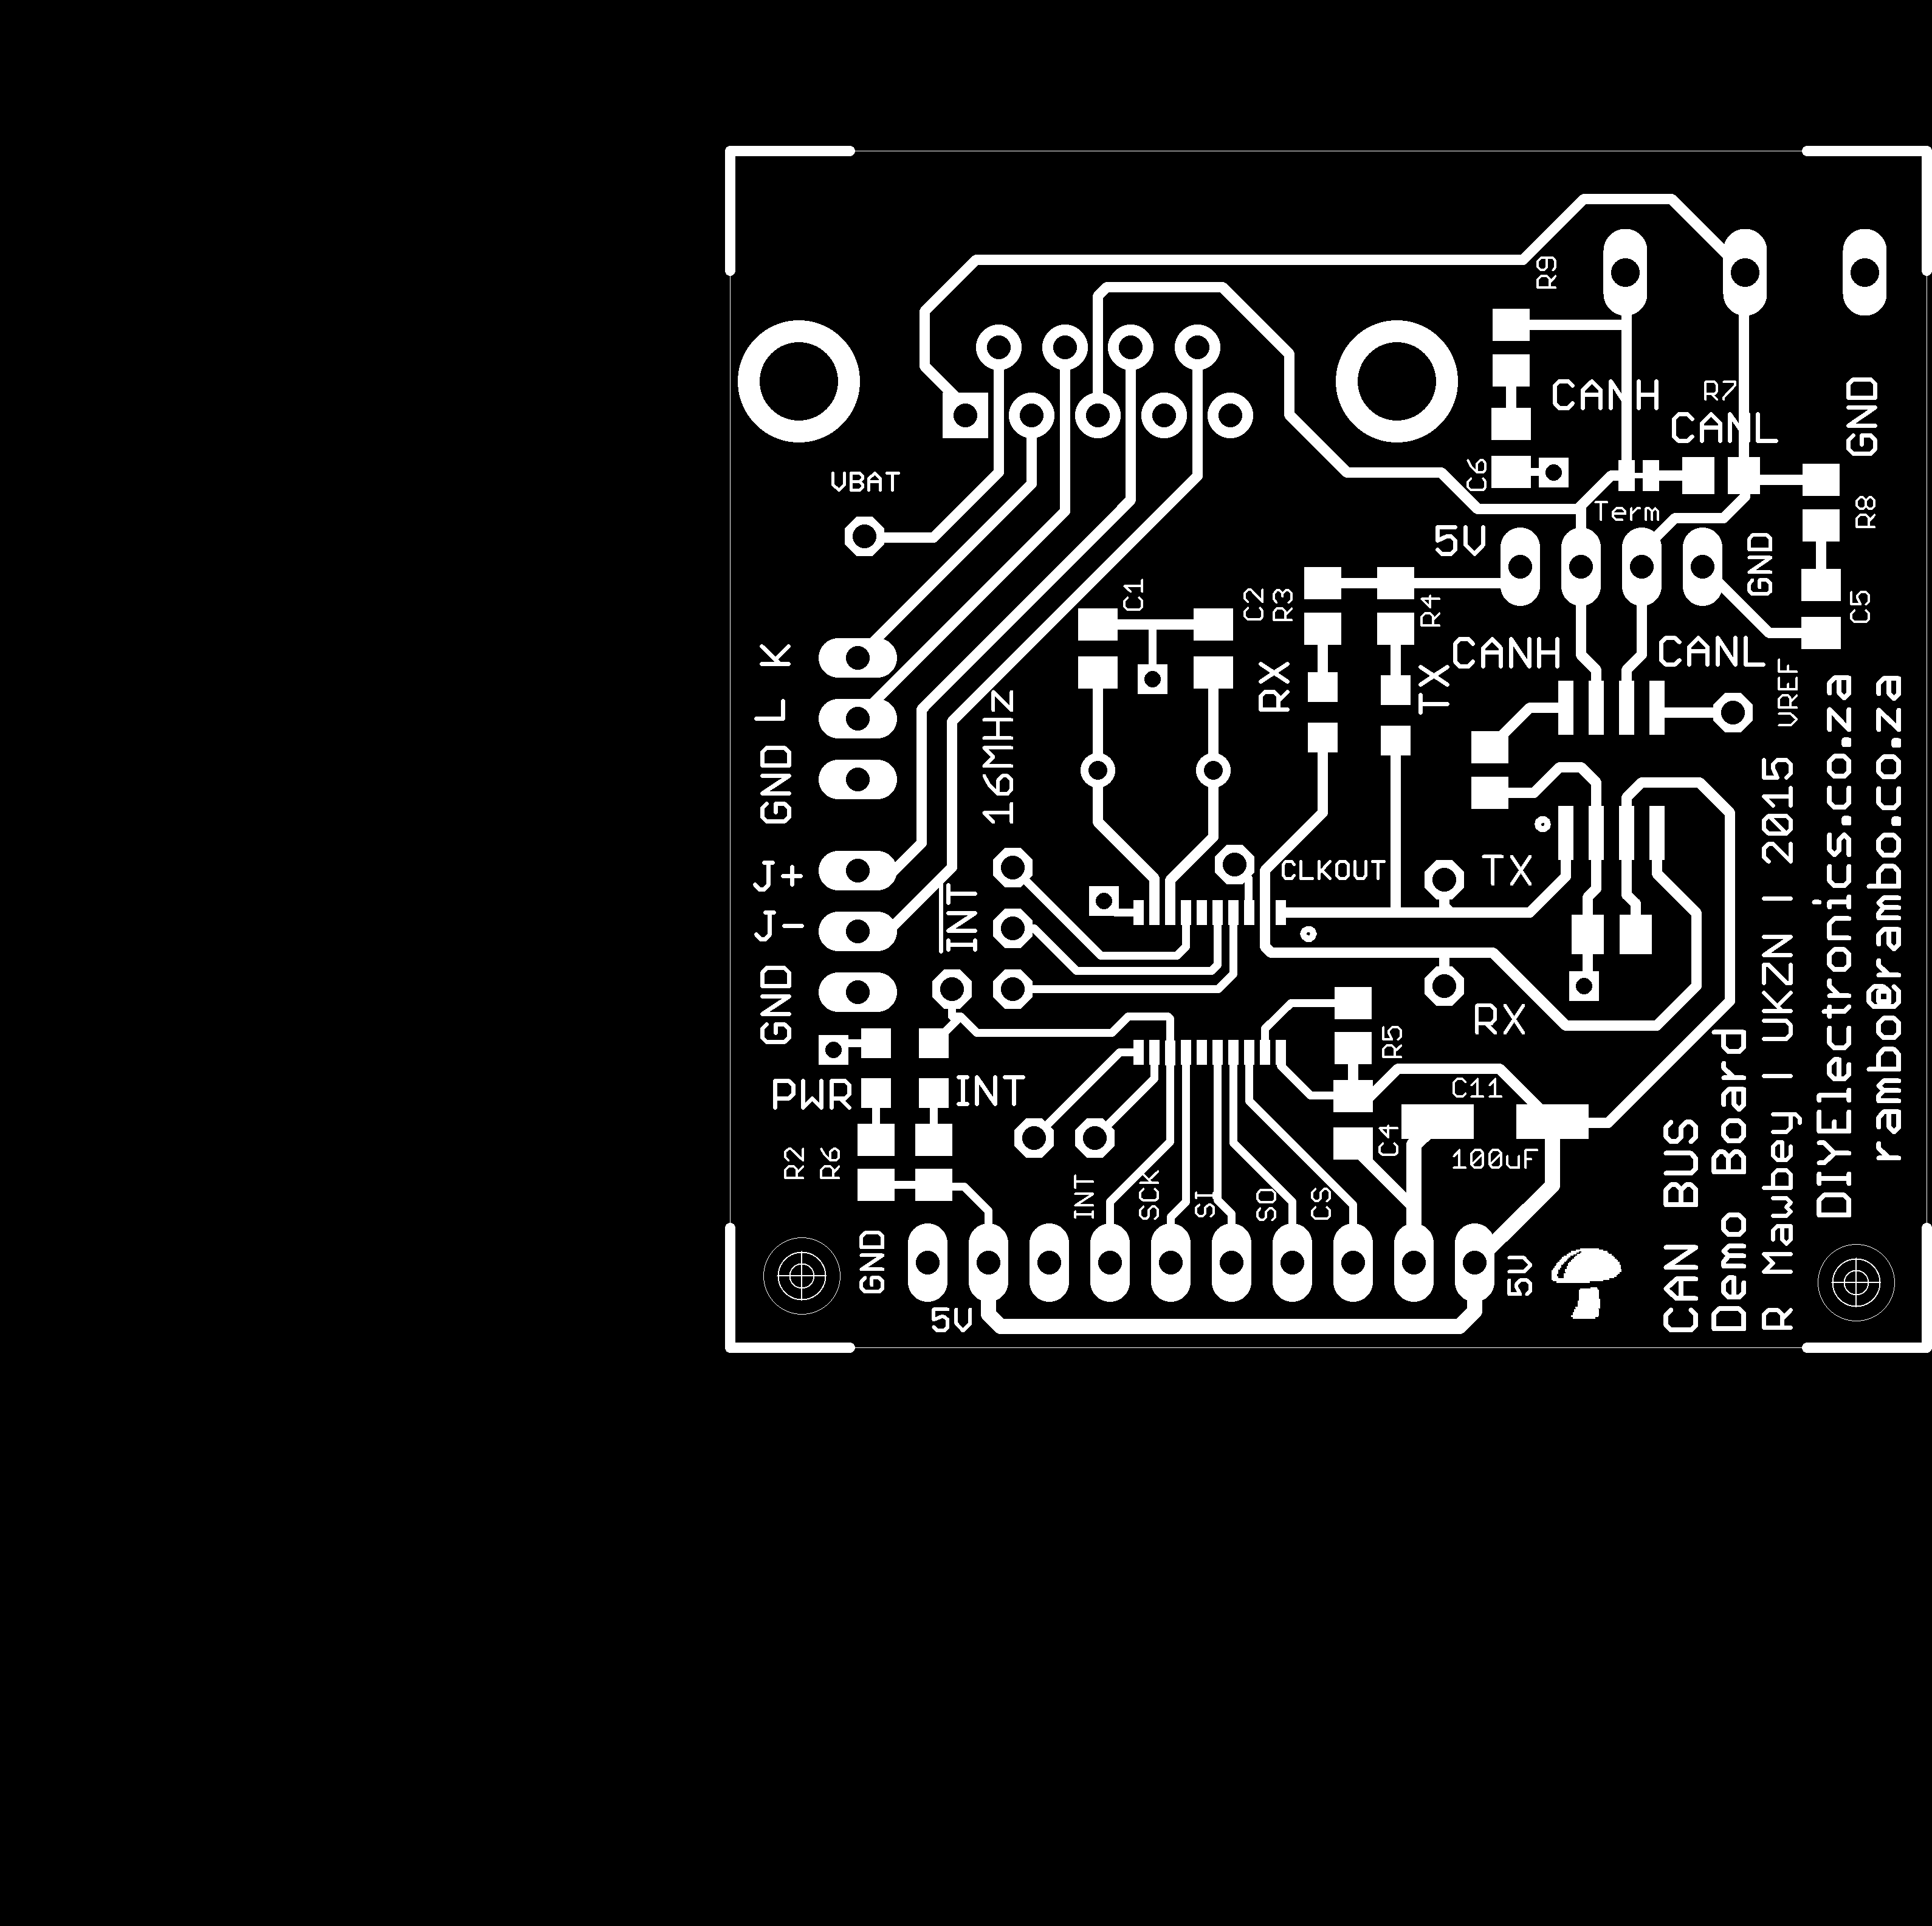 R9
CANH
R7
CANL
GND
VBAT
C6
Term
R8
5V
GND
C1
C2
R3
R4
C5
K
CANH
CANL
L
RX
TX
VREF
16MHz
GND
J+
CLKOUT
TX
INT
J-
GND
RX
R5
PWR
INT
C11
C4
100uF
R2
R6
INT
SCK
SI
SO
CS
GND
5V
5V
CAN BUS
Demo Board
R Mawbey | UKZN | 2015
DIYElectronics.co.za
rambo@rambo.co.za